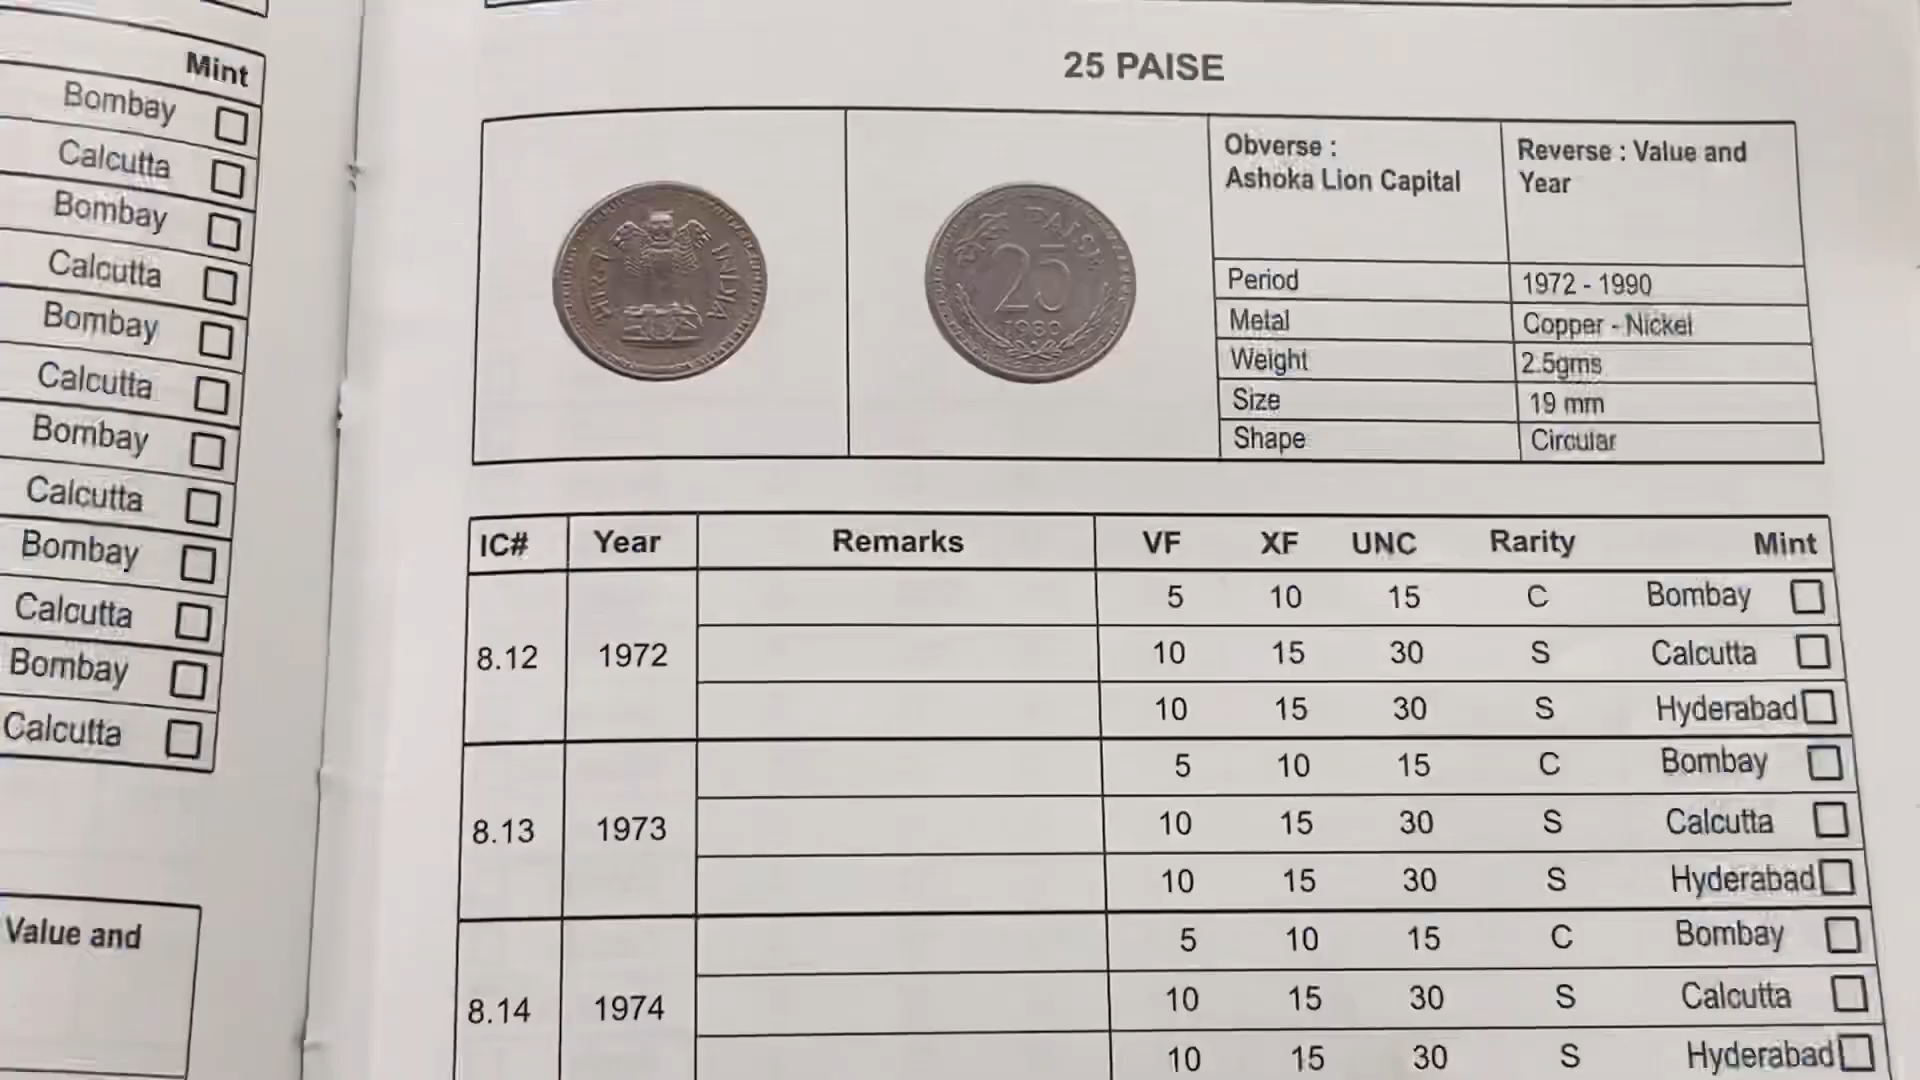 Mint
Bombay
Calcutta
Bombay
Calcutta
Bombay
Calcutta
Bombay
Calcutta
Bombay
Calcutta
Bombay
Calcutta
Value and
25 PAISE
INDIA
PAISE
25
1980
Obverse :
Ashoka Lion Capital
Reverse : Value and
Year
Period 1972 - 1990
Metal Copper - Nickel
Weight 2.5gms
Size 19 mm
Shape Circular
IC# Year Remarks VF XF UNC Rarity Mint
5 10 15 C Bombay
8.12 1972 10 15 30 S Calcutta
10 15 30 S Hyderabad
5 10 15 C Bombay
8.13 1973 10 15 30 S Calcutta
10 15 30 S Hyderabad
5 10 15 C Bombay
8.14 1974 10 15 30 S Calcutta
10 15 30 S Hyderabad